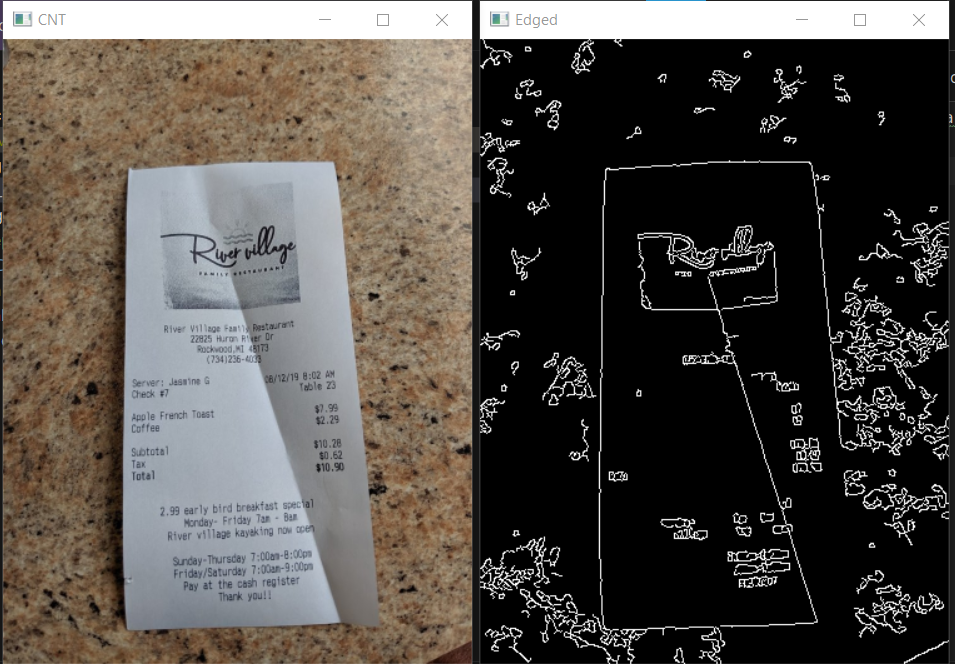 CNT
Edged
River village
FAMILY RESTAURANT
River Village Family Restaurant
22825 Huron River Dr
Rockwood,MI 48173
(734)236-4033
Server: Jasmine G 08/12/19 8:02 AM
Check #7 Table 23
Apple French Toast $7.99
Coffee $2.29
Subtotal $10.28
Tax $0.62
Total $10.90
2.99 early bird breakfast special
Monday- Friday 7am - 8am
River village kayaking now open
Sunday-Thursday 7:00am-8:00pm
Friday/Saturday 7:00am-9:00pm
Pay at the cash register
Thank you!!